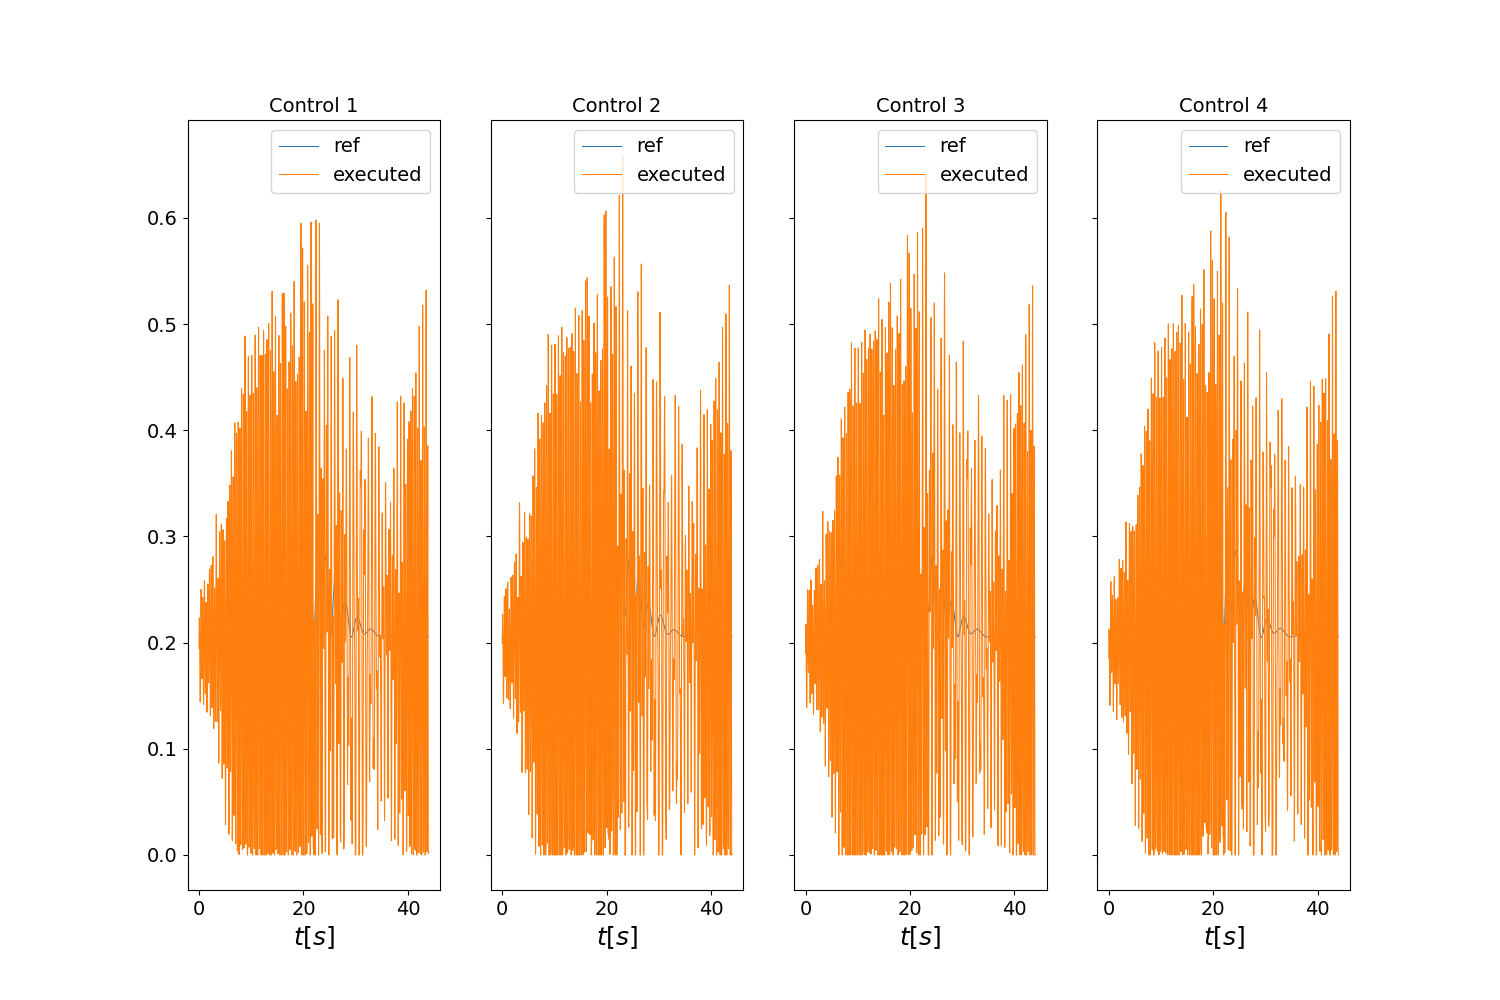 Control 1
Control 2
Control 3
Control 4
ref
executed
ref
executed
ref
executed
ref
executed
0.6
0.5
0.4
0.3
0.2
0.1
0.0
0 20 40
0 20 40
0 20 40
0 20 40
t[s]
t[s]
t[s]
t[s]